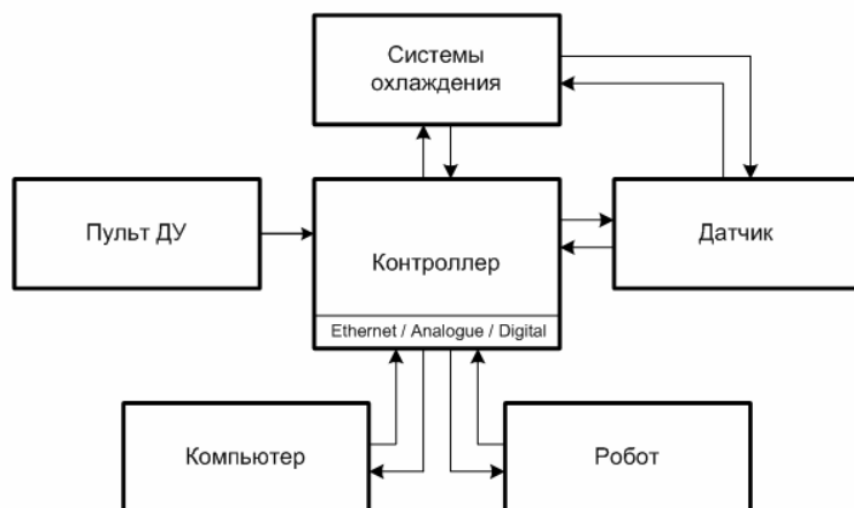 Системы
охлаждения
Пульт ДУ
Контроллер
Датчик
Ethernet / Analogue / Digital
Компьютер
Робот